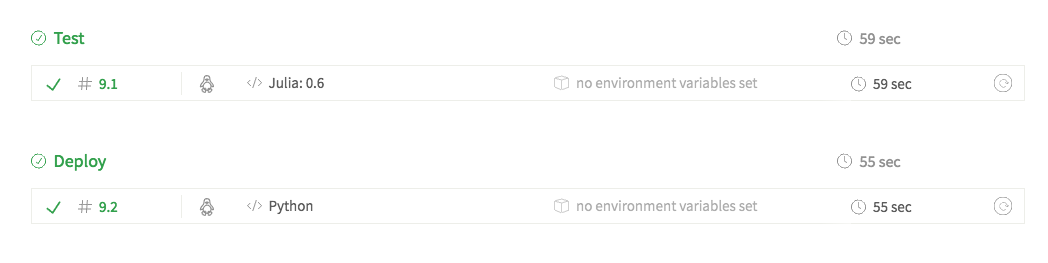 Test 59 sec
# 9.1 </> Julia: 0.6 no environment variables set 59 sec
Deploy 55 sec
# 9.2 </> Python no environment variables set 55 sec